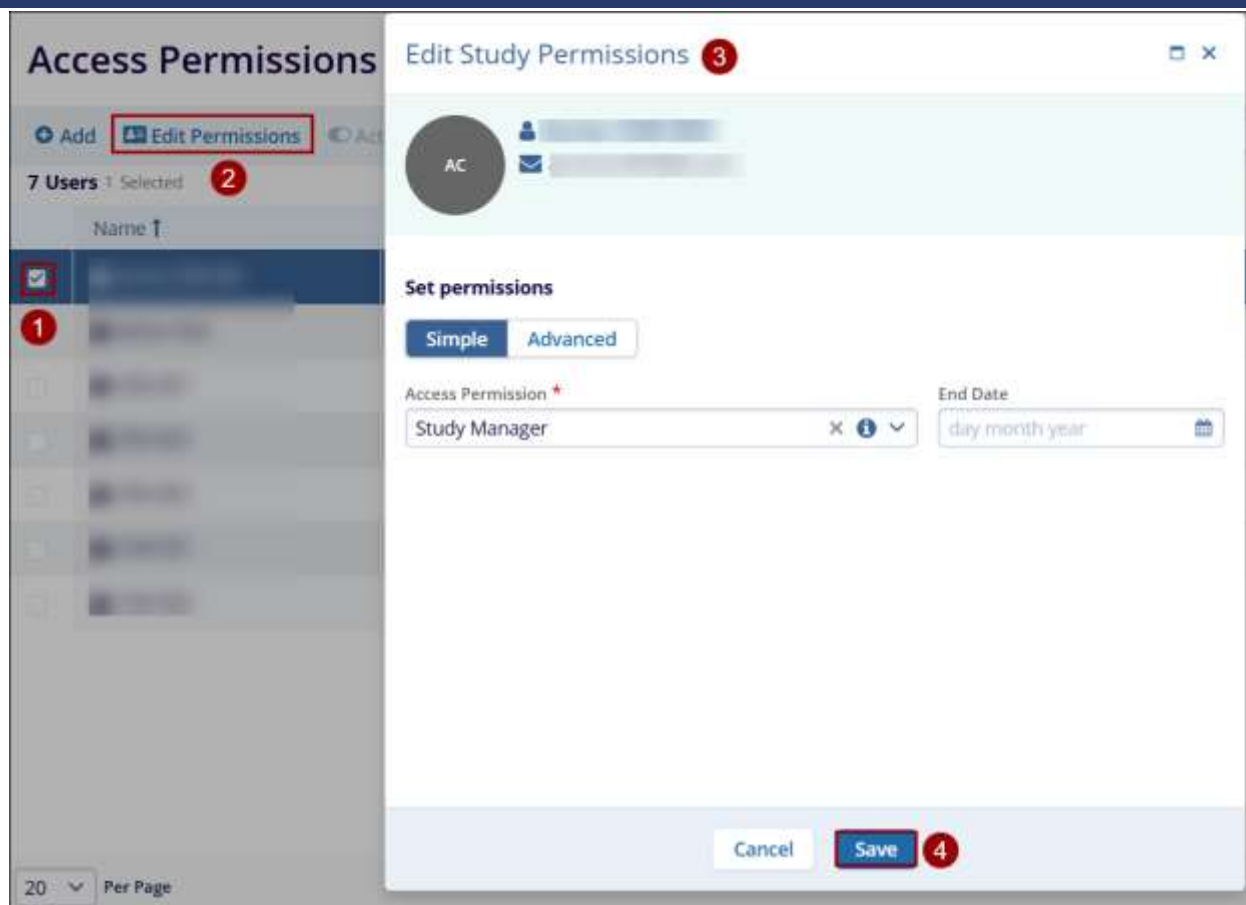 Access Permissions
Edit Study Permissions 3
Add Edit Permissions Act
7 Users 1 Selected 2
AC
Name ↑
1
Set permissions
Simple Advanced
Access Permission * End Date
Study Manager day month year
Cancel Save 4
20 Per Page